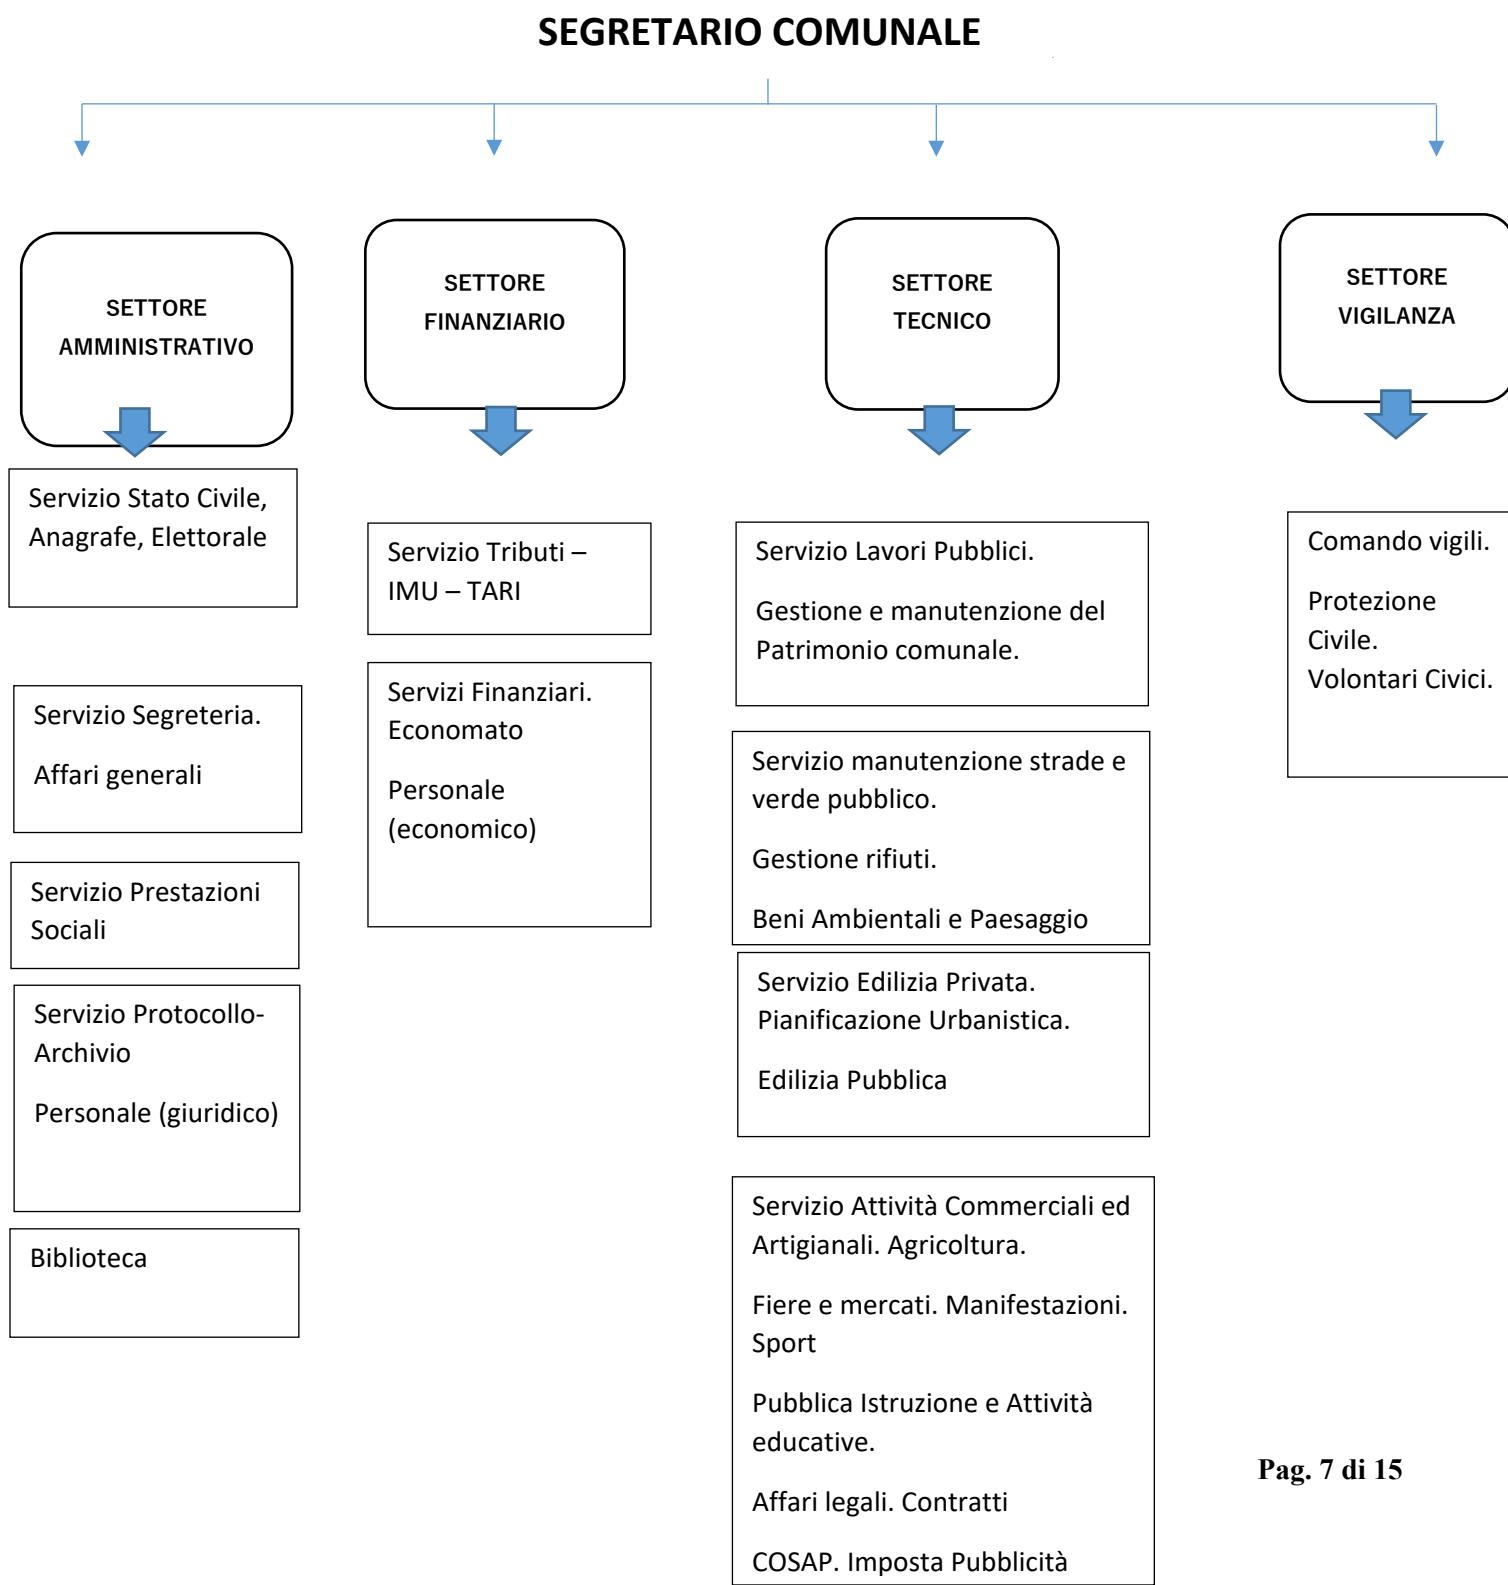 SEGRETARIO COMUNALE
SETTORE
AMMINISTRATIVO
Servizio Stato Civile,
Anagrafe, Elettorale
Servizio Segreteria.
Affari generali
Servizio Prestazioni
Sociali
Servizio Protocollo-
Archivio
Personale (giuridico)
Biblioteca
SETTORE
FINANZIARIO
Servizio Tributi –
IMU – TARI
Servizi Finanziari.
Economato
Personale
(economico)
SETTORE
TECNICO
Servizio Lavori Pubblici.
Gestione e manutenzione del
Patrimonio comunale.
Servizio manutenzione strade e
verde pubblico.
Gestione rifiuti.
Beni Ambientali e Paesaggio
Servizio Edilizia Privata.
Pianificazione Urbanistica.
Edilizia Pubblica
Servizio Attività Commerciali ed
Artigianali. Agricoltura.
Fiere e mercati. Manifestazioni.
Sport
Pubblica Istruzione e Attività
educative.
Affari legali. Contratti
COSAP. Imposta Pubblicità
SETTORE
VIGILANZA
Comando vigili.
Protezione
Civile.
Volontari Civici.
Pag. 7 di 15